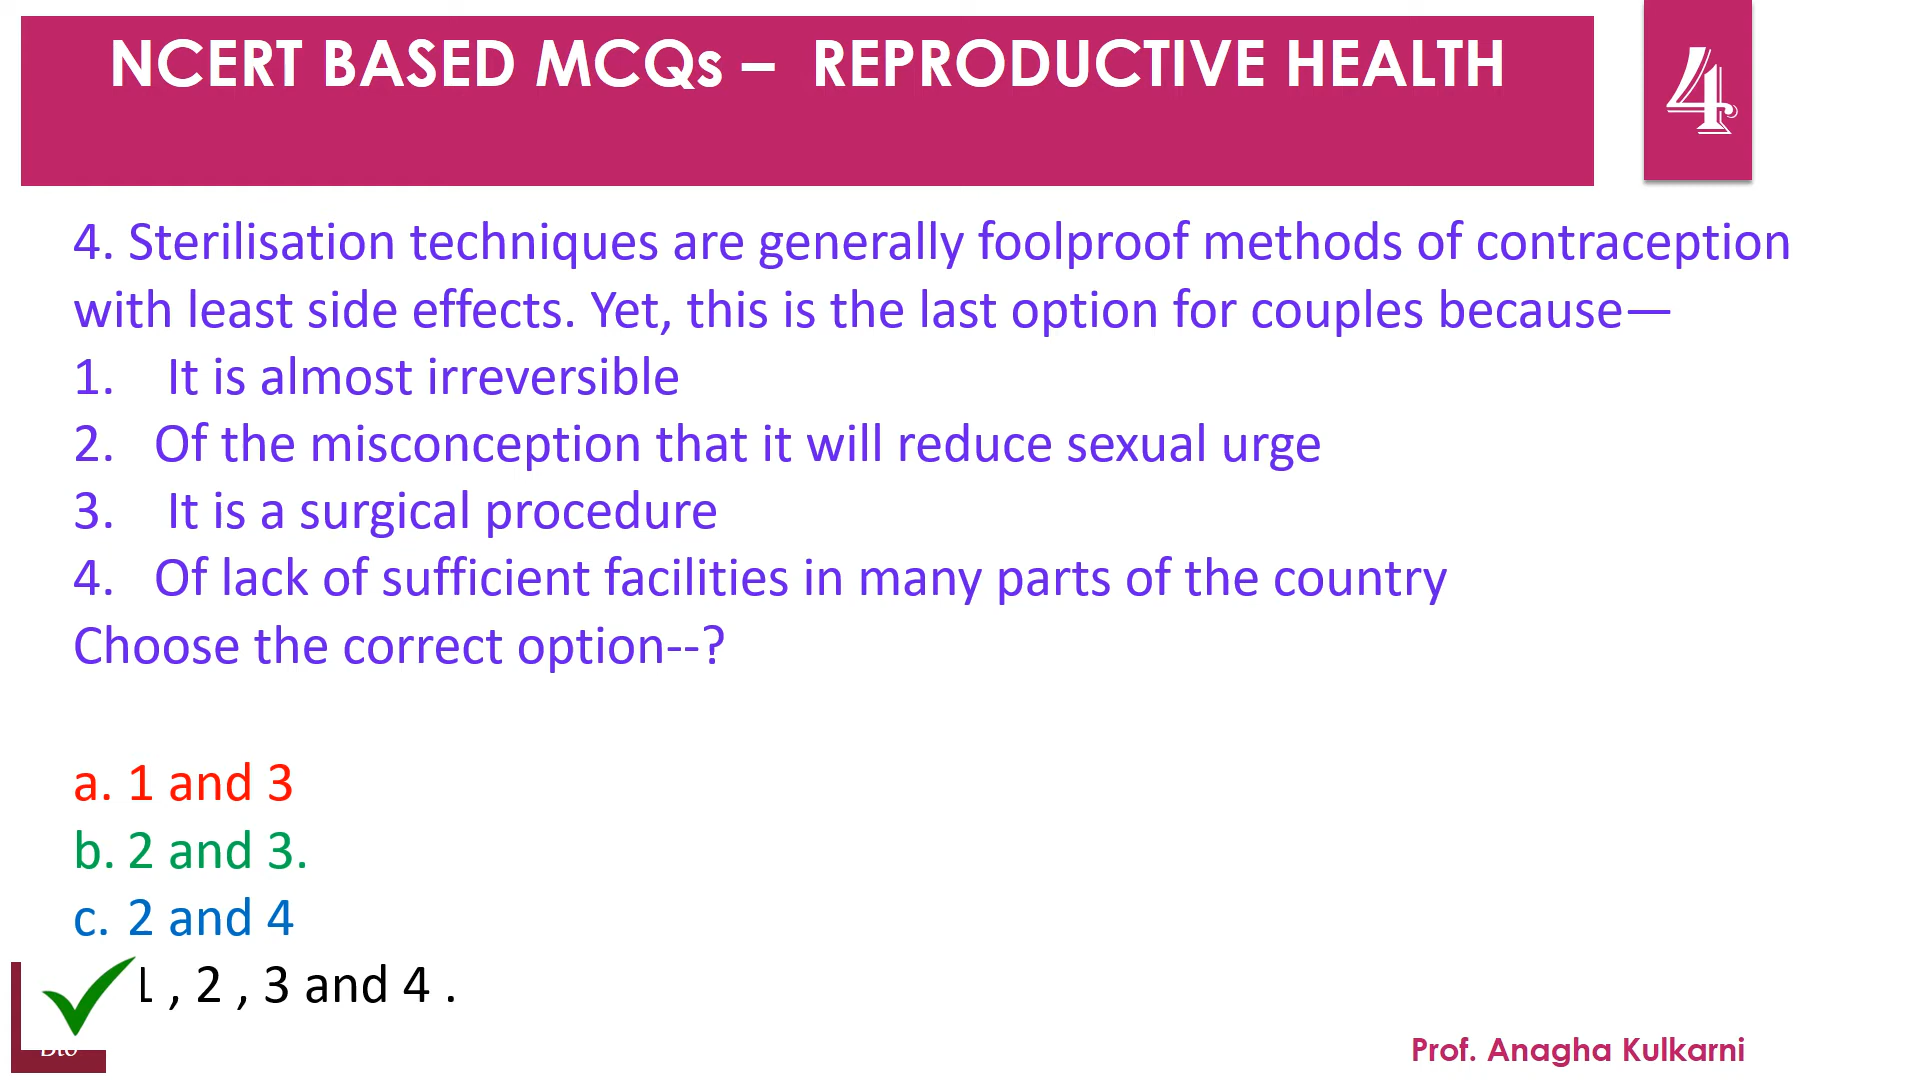 NCERT BASED MCQs – REPRODUCTIVE HEALTH
4
4. Sterilisation techniques are generally foolproof methods of contraception
with least side effects. Yet, this is the last option for couples because—
1. It is almost irreversible
2. Of the misconception that it will reduce sexual urge
3. It is a surgical procedure
4. Of lack of sufficient facilities in many parts of the country
Choose the correct option--?
a. 1 and 3
b. 2 and 3.
c. 2 and 4
1 , 2 , 3 and 4 .
Prof. Anagha Kulkarni